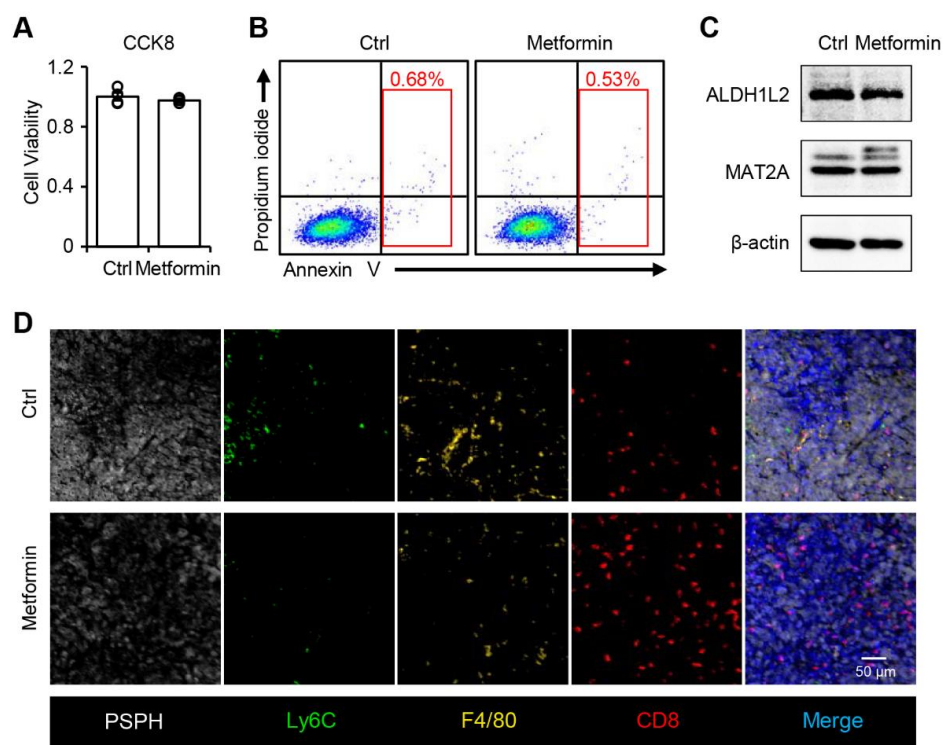 A
CCK8
Cell Viability
1.2
0.8
0.4
0
Ctrl Metformin
B
Ctrl
Metformin
Propidium iodide
0.68%
0.53%
Annexin V
C
Ctrl Metformin
ALDH1L2
MAT2A
β-actin
D
Ctrl
Metformin
50 µm
PSPH
Ly6C
F4/80
CD8
Merge